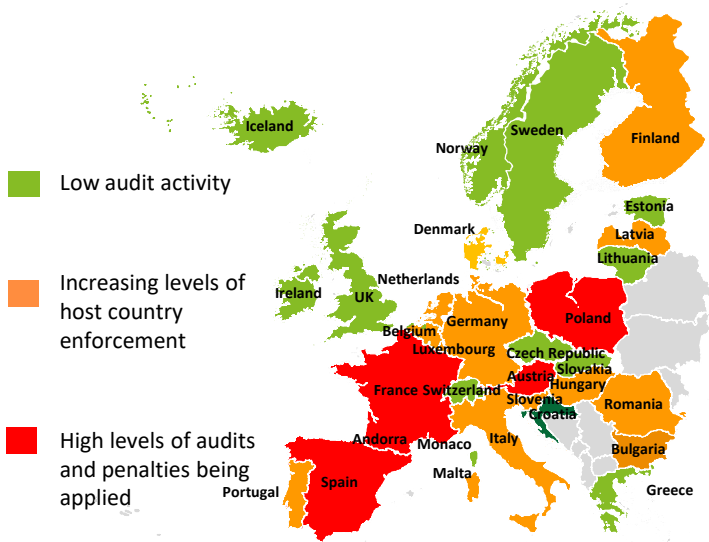 Iceland
Sweden
Norway
Finland
Low audit activity
Estonia
Denmark
Latvia
Lithuania
Increasing levels of
host country
enforcement
Netherlands
Ireland
UK
Germany
Poland
Belgium
Luxembourg
Czech Republic
Slovakia
Austria
Hungary
France
Switzerland
Slovenia
Romania
Croatia
High levels of audits
and penalties being
applied
Andorra
Monaco
Italy
Bulgaria
Malta
Spain
Portugal
Greece